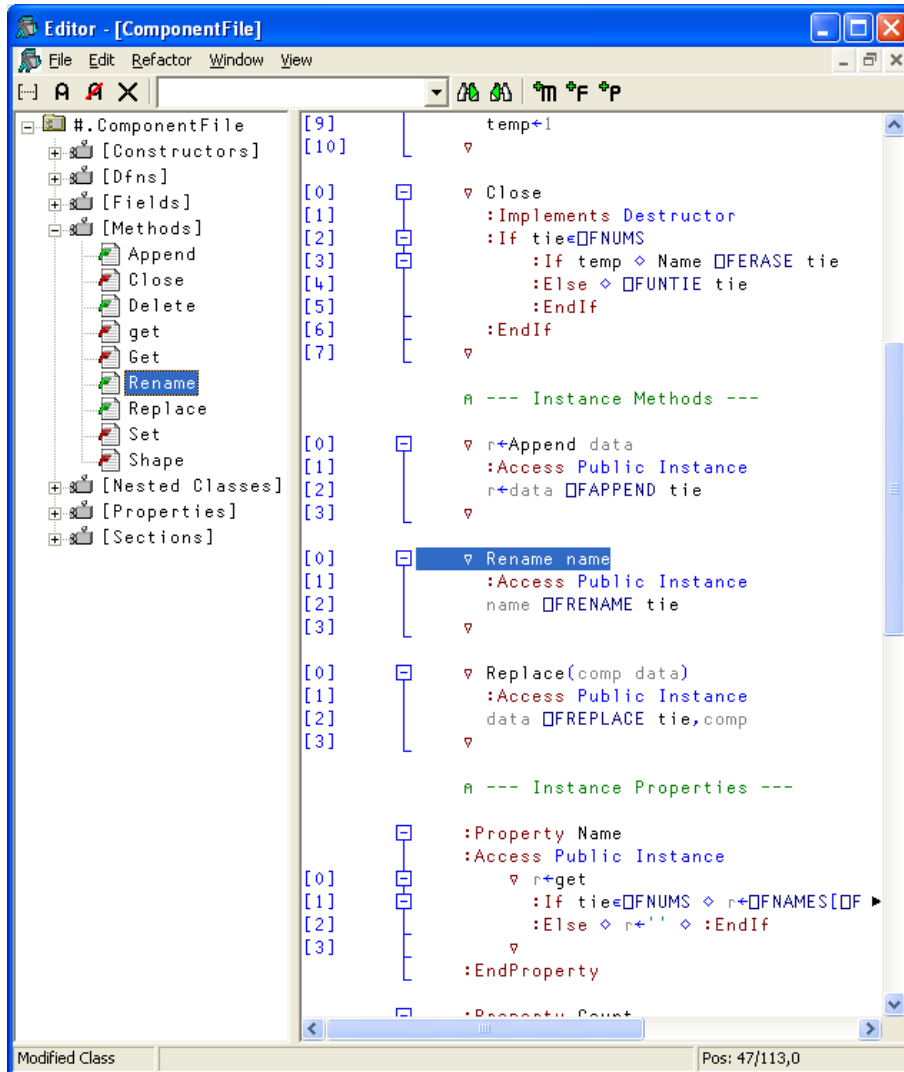 Editor - [ComponentFile]
File Edit Refactor Window View
#.ComponentFile
[Constructors]
[Dfns]
[Fields]
[Methods]
Append
Close
Delete
get
Get
Rename
Replace
Set
Shape
[Nested Classes]
[Properties]
[Sections]
[9] temp←1
[10] ∇
[0] ∇ Close
[1] :Implements Destructor
[2] :If tie∊⎕FNUMS
[3] :If temp ⋄ Name ⎕FERASE tie
[4] :Else ⋄ ⎕FUNTIE tie
[5] :EndIf
[6] :EndIf
[7] ∇
⍝ --- Instance Methods ---
[0] ∇ r←Append data
[1] :Access Public Instance
[2] r←data ⎕FAPPEND tie
[3] ∇
[0] ∇ Rename name
[1] :Access Public Instance
[2] name ⎕FRENAME tie
[3] ∇
[0] ∇ Replace(comp data)
[1] :Access Public Instance
[2] data ⎕FREPLACE tie,comp
[3] ∇
⍝ --- Instance Properties ---
:Property Name
:Access Public Instance
[0] ∇ r←get
[1] :If tie∊⎕FNUMS ⋄ r←⎕FNAMES[⎕F
[2] :Else ⋄ r←'' ⋄ :EndIf
[3] ∇
:EndProperty
:Property Count
Modified Class
Pos: 47/113,0